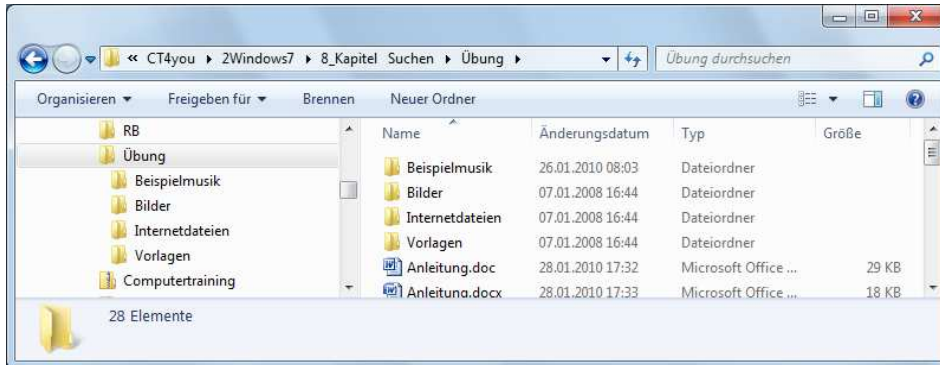 « CT4you 2Windows7 8_Kapitel Suchen Übung Übung durchsuchen
Organisieren Freigeben für Brennen Neuer Ordner
RB
Übung
Beispielmusik
Bilder
Internetdateien
Vorlagen
Computertraining
Name Änderungsdatum Typ Größe
Beispielmusik 26.01.2010 08:03 Dateiordner
Bilder 07.01.2008 16:44 Dateiordner
Internetdateien 07.01.2008 16:44 Dateiordner
Vorlagen 07.01.2008 16:44 Dateiordner
Anleitung.doc 28.01.2010 17:32 Microsoft Office ... 29 KB
Anleitung.docx 28.01.2010 17:33 Microsoft Office ... 18 KB
28 Elemente